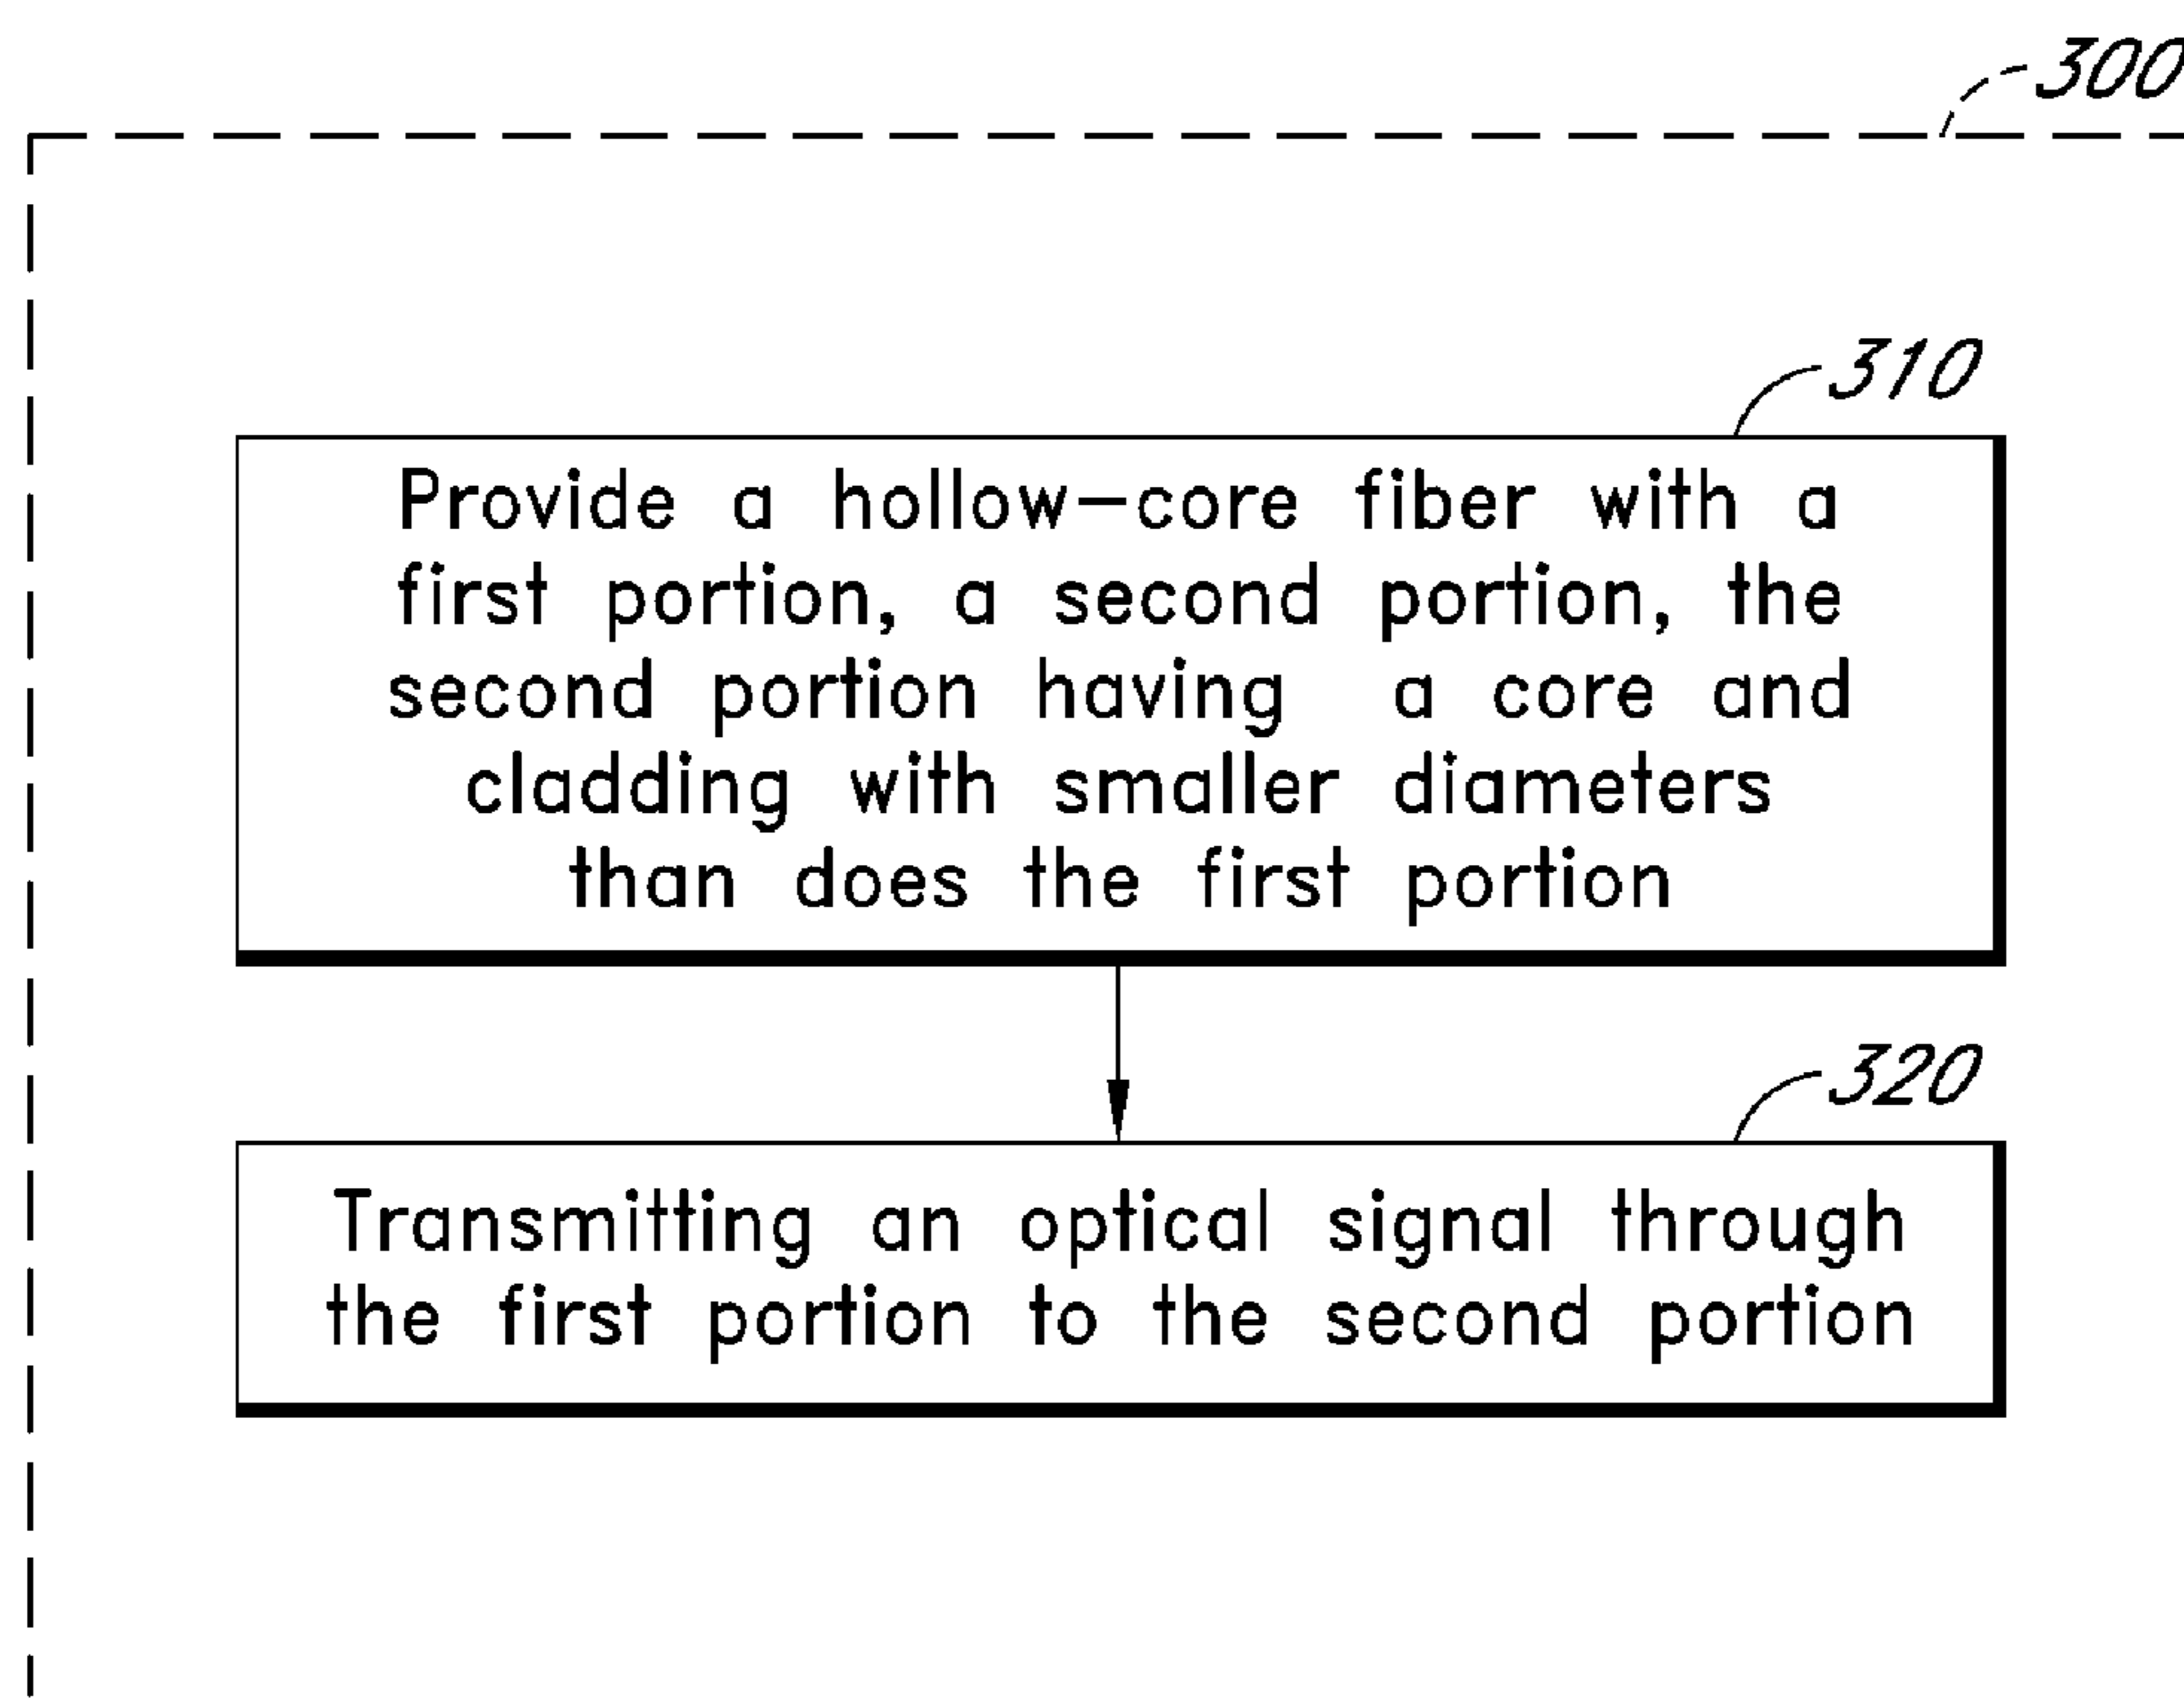 300
310
Provide a hollow-core fiber with a
first portion, a second portion, the
second portion having a core and
cladding with smaller diameters
than does the first portion
320
Transmitting an optical signal through
the first portion to the second portion